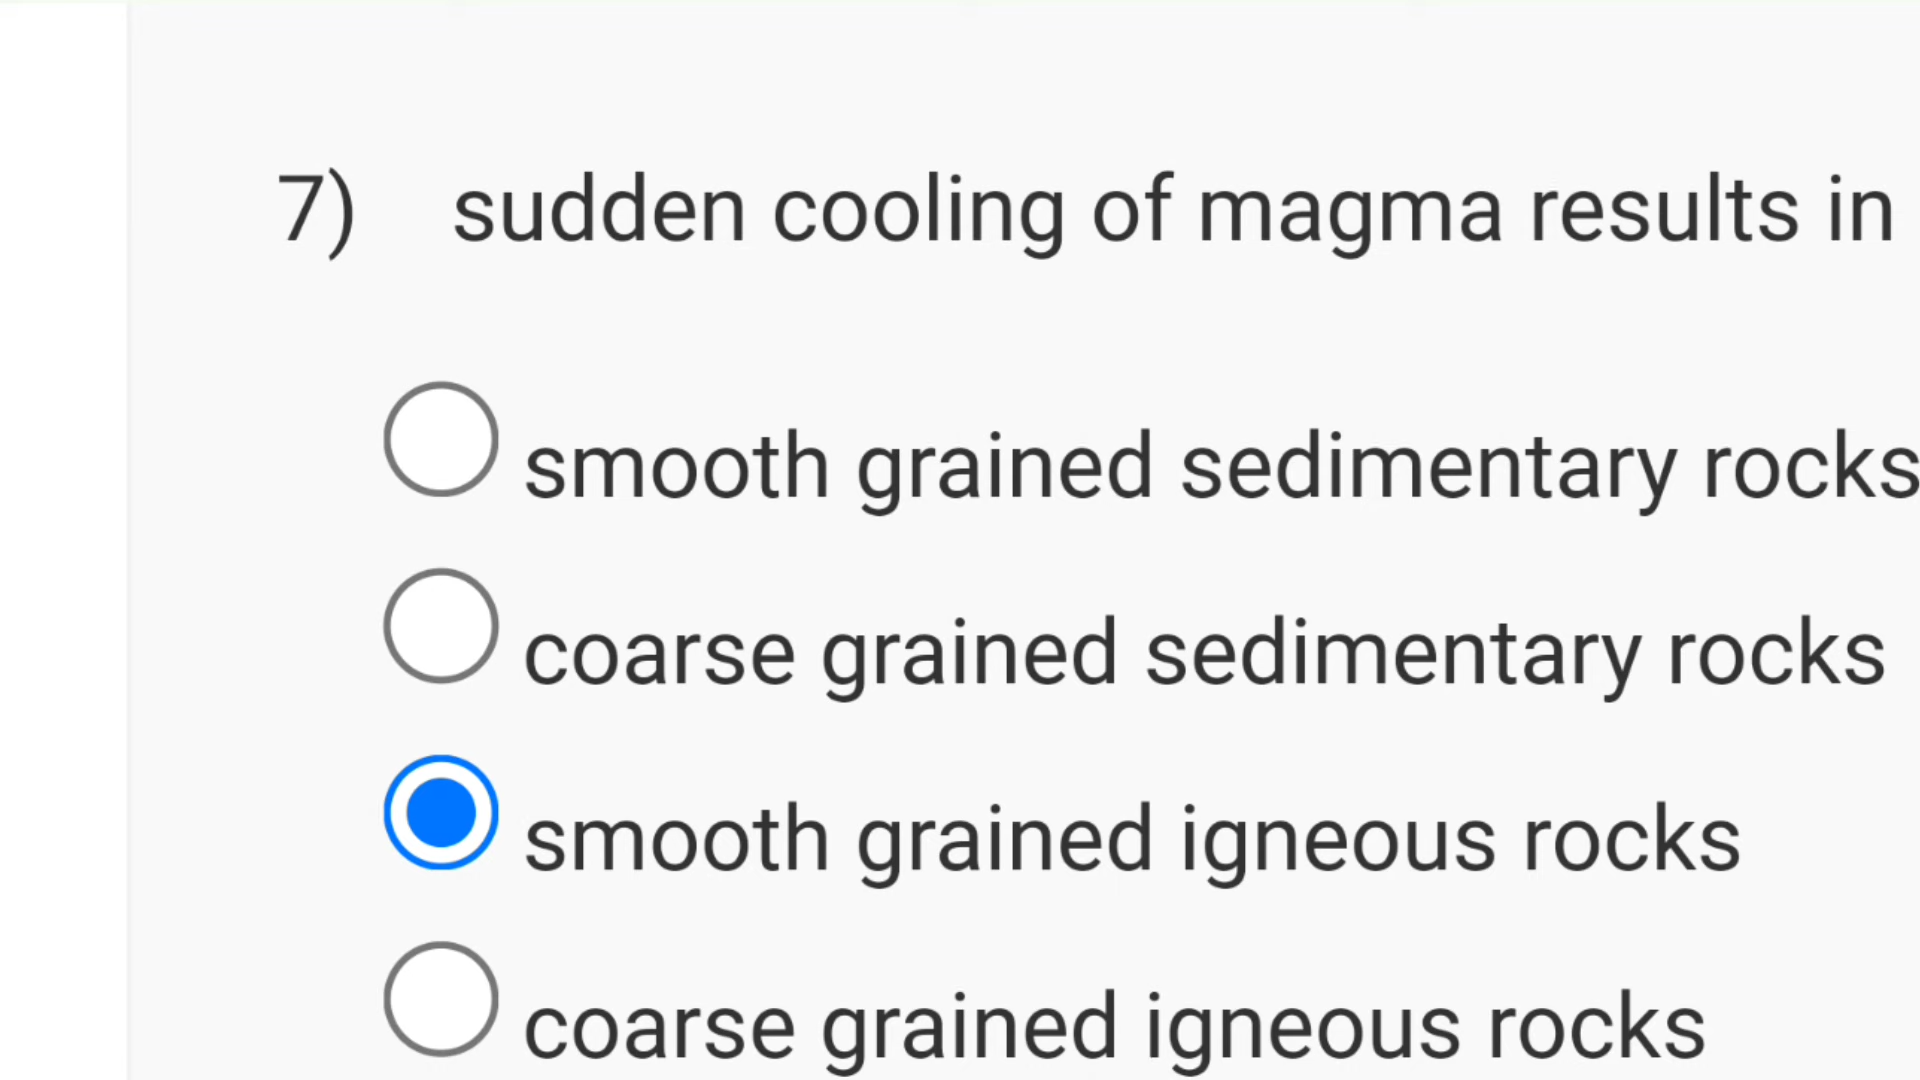 7) sudden cooling of magma results in
smooth grained sedimentary rocks
coarse grained sedimentary rocks
smooth grained igneous rocks
coarse grained igneous rocks